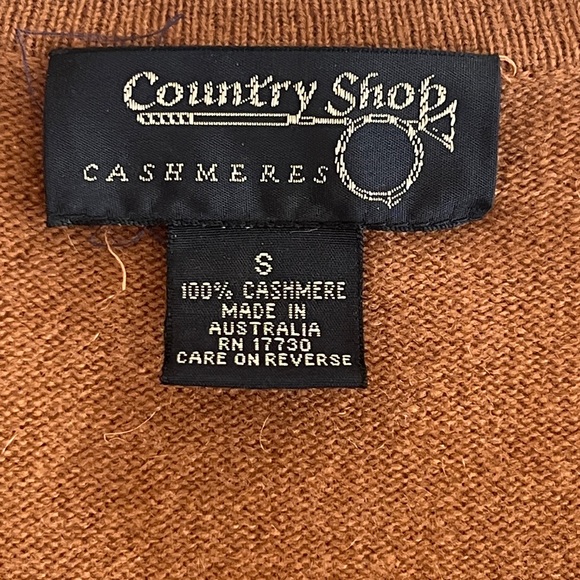 Country Shop
CASHMERES
S
100% CASHMERE
MADE IN
AUSTRALIA
RN 17730
CARE ON REVERSE